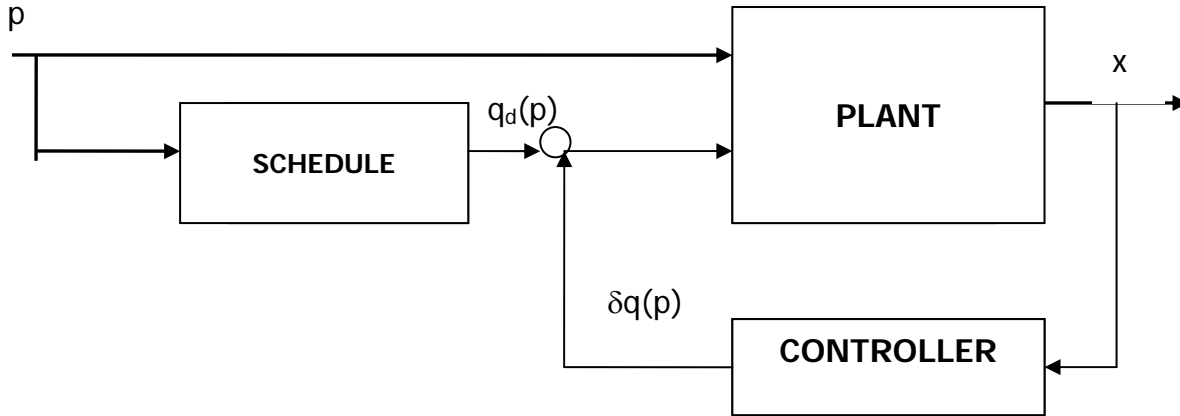 p
x
PLANT
q_d(p)
SCHEDULE
δq(p)
CONTROLLER